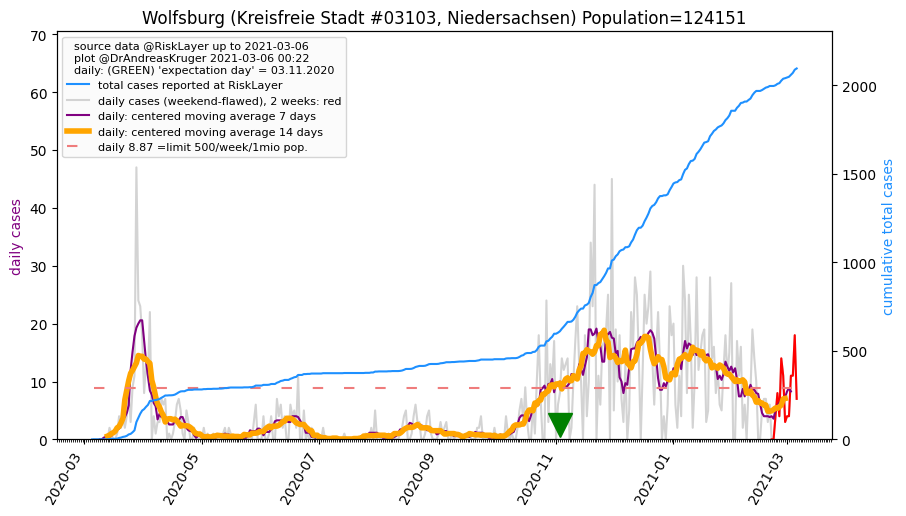 Wolfsburg (Kreisfreie Stadt #03103, Niedersachsen) Population=124151
source data @RiskLayer up to 2021-03-06
plot @DrAndreasKruger 2021-03-06 00:22
daily: (GREEN) 'expectation day' = 03.11.2020
total cases reported at RiskLayer
daily cases (weekend-flawed), 2 weeks: red
daily: centered moving average 7 days
daily: centered moving average 14 days
daily 8.87 =limit 500/week/1mio pop.
daily cases
70
60
50
40
30
20
10
0
cumulative total cases
2000
1500
1000
500
0
2020-03
2020-05
2020-07
2020-09
2020-11
2021-01
2021-03